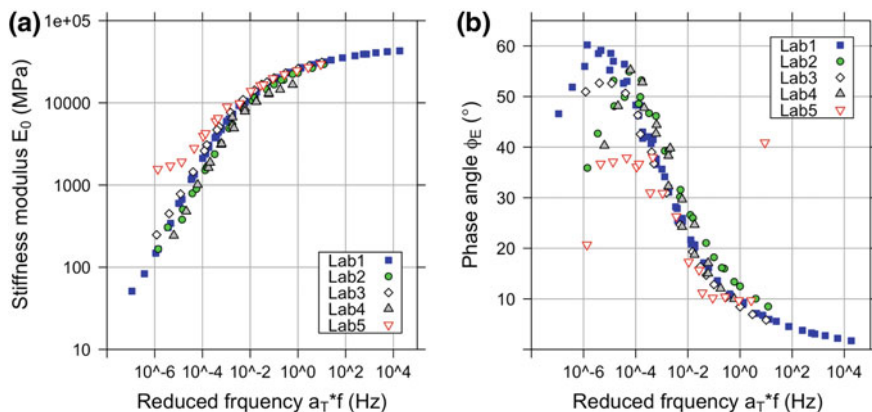 (a)
Stiffness modulus E₀ (MPa)
1e+05
10000
1000
100
10
10^-6 10^-4 10^-2 10^0 10^2 10^4
Reduced frquency a_T*f (Hz)
Lab1
Lab2
Lab3
Lab4
Lab5
(b)
Phase angle ϕ_E (°)
60
50
40
30
20
10
10^-6 10^-4 10^-2 10^0 10^2 10^4
Reduced frquency a_T*f (Hz)
Lab1
Lab2
Lab3
Lab4
Lab5